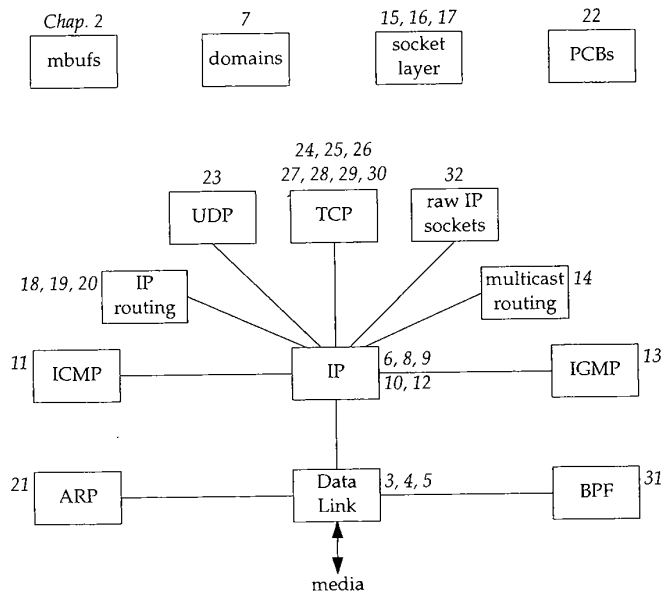 Chap. 2
7
15, 16, 17
22
mbufs
domains
socket
layer
PCBs
24, 25, 26
23
27, 28, 29, 30
32
UDP
TCP
raw IP
sockets
18, 19, 20
IP
routing
multicast
routing
14
11
ICMP
IP
6, 8, 9
10, 12
IGMP
13
21
ARP
Data
Link
3, 4, 5
BPF
31
media